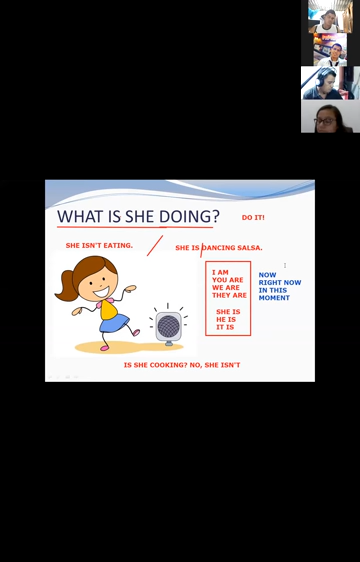 WHAT IS SHE DOING?
DO IT!
SHE ISN'T EATING.
SHE IS DANCING SALSA.
I AM
YOU ARE
WE ARE
THEY ARE
SHE IS
HE IS
IT IS
NOW
RIGHT NOW
IN THIS
MOMENT
IS SHE COOKING? NO, SHE ISN'T